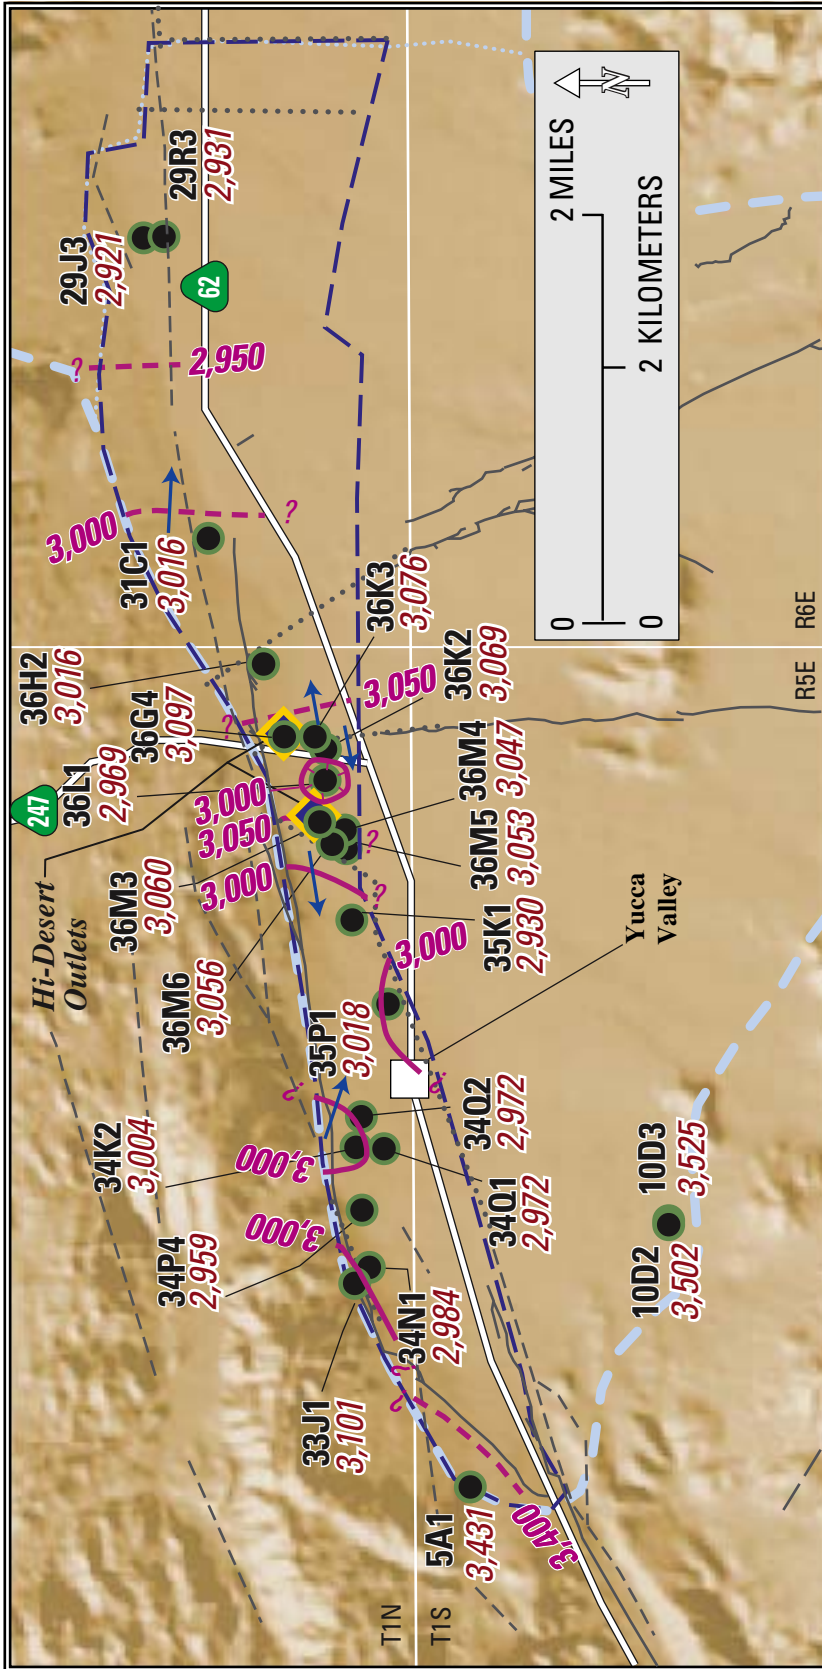 29J3
2,921
29R3
2,931
62
?
2,950
3,000
?
31C1
3,016
36H2
3,016
36G4
3,097
36L1
2,969
247
Hi-Desert
Outlets
36M3
3,060
36M6
3,056
?
3,050
36K3
3,076
36K2
3,069
36M4
3,047
36M5
3,053
3,000
3,050
3,000
?
?
35K1
2,930
3,000
35P1
3,018
Yucca
Valley
?
?
34K2
3,004
3,000
34Q2
2,972
34Q1
2,972
34P4
2,959
3,000
34N1
2,984
33J1
3,101
?
?
5A1
3,431
3,400
10D2
3,502
10D3
3,525
T1N
T1S
R5E
R6E
N
0
2 MILES
0
2 KILOMETERS